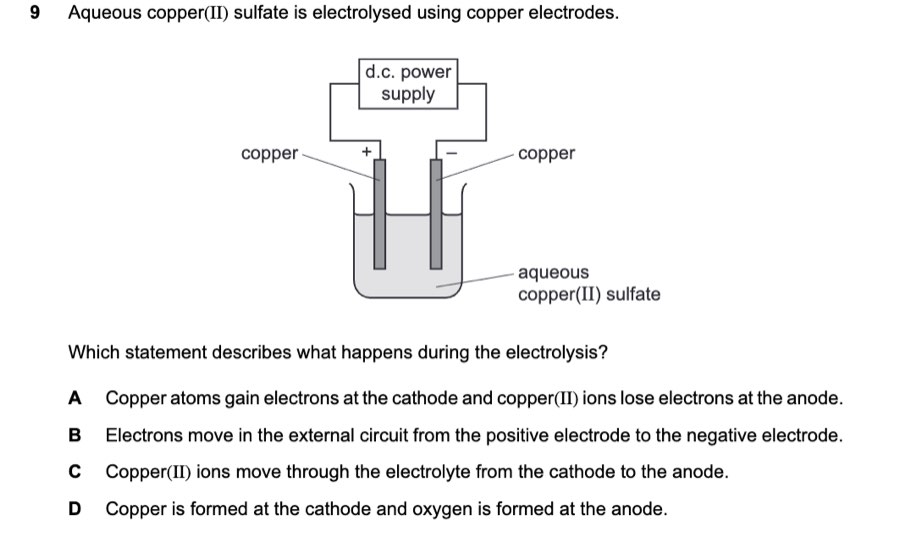 9 Aqueous copper(II) sulfate is electrolysed using copper electrodes.
d.c. power
supply
copper + – copper
aqueous
copper(II) sulfate
Which statement describes what happens during the electrolysis?
A Copper atoms gain electrons at the cathode and copper(II) ions lose electrons at the anode.
B Electrons move in the external circuit from the positive electrode to the negative electrode.
C Copper(II) ions move through the electrolyte from the cathode to the anode.
D Copper is formed at the cathode and oxygen is formed at the anode.